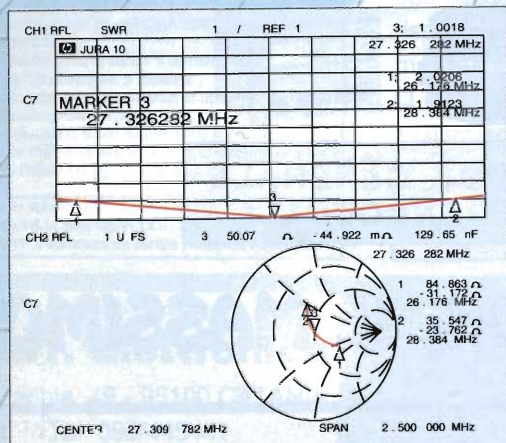 CH1 RFL SWR 1 / REF 1 3; 1.0018
hp JURA 10 27.326 282 MHz
1; 2.0206
26.176 MHz
C7
MARKER 3
27.326282 MHz
2; 1.9123
28.384 MHz
3
1
2
CH2 RFL 1 U FS 3 50.07 Ω -44.922 mΩ 129.65 nF
27.326 282 MHz
C7
1 84.863 Ω
-31.172 Ω
26.176 MHz
2 35.547 Ω
-23.762 Ω
28.384 MHz
2
1
CENTER 27.309 782 MHz SPAN 2.500 000 MHz